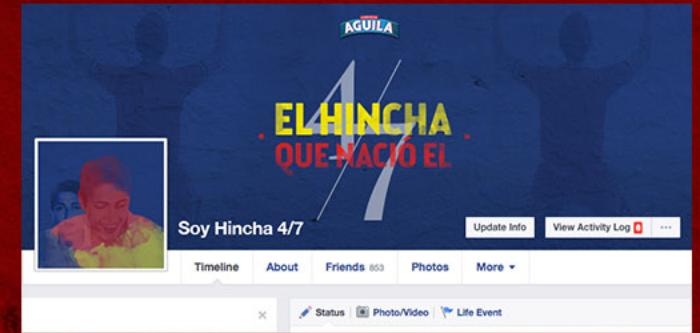 AGUILA
4/7
EL HINCHA
QUE NACIÓ EL
Soy Hincha 4/7
Update Info
View Activity Log
Timeline
About
Friends 853
Photos
More
Status
Photo/Video
Life Event